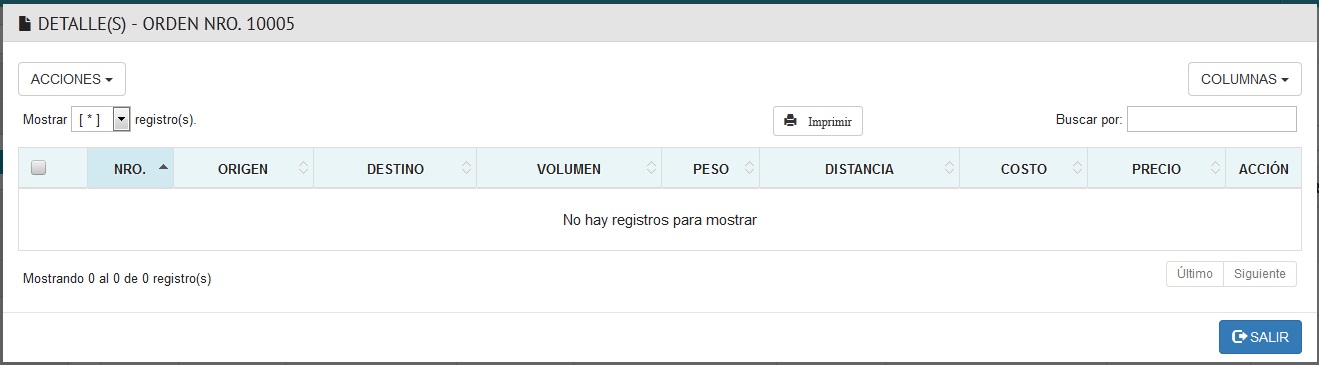 DETALLE(S) - ORDEN NRO. 10005
ACCIONES COLUMNAS
Mostrar [ * ] registro(s). Imprimir Buscar por:
NRO. ORIGEN DESTINO VOLUMEN PESO DISTANCIA COSTO PRECIO ACCIÓN
No hay registros para mostrar
Mostrando 0 al 0 de 0 registro(s) Último Siguiente
SALIR